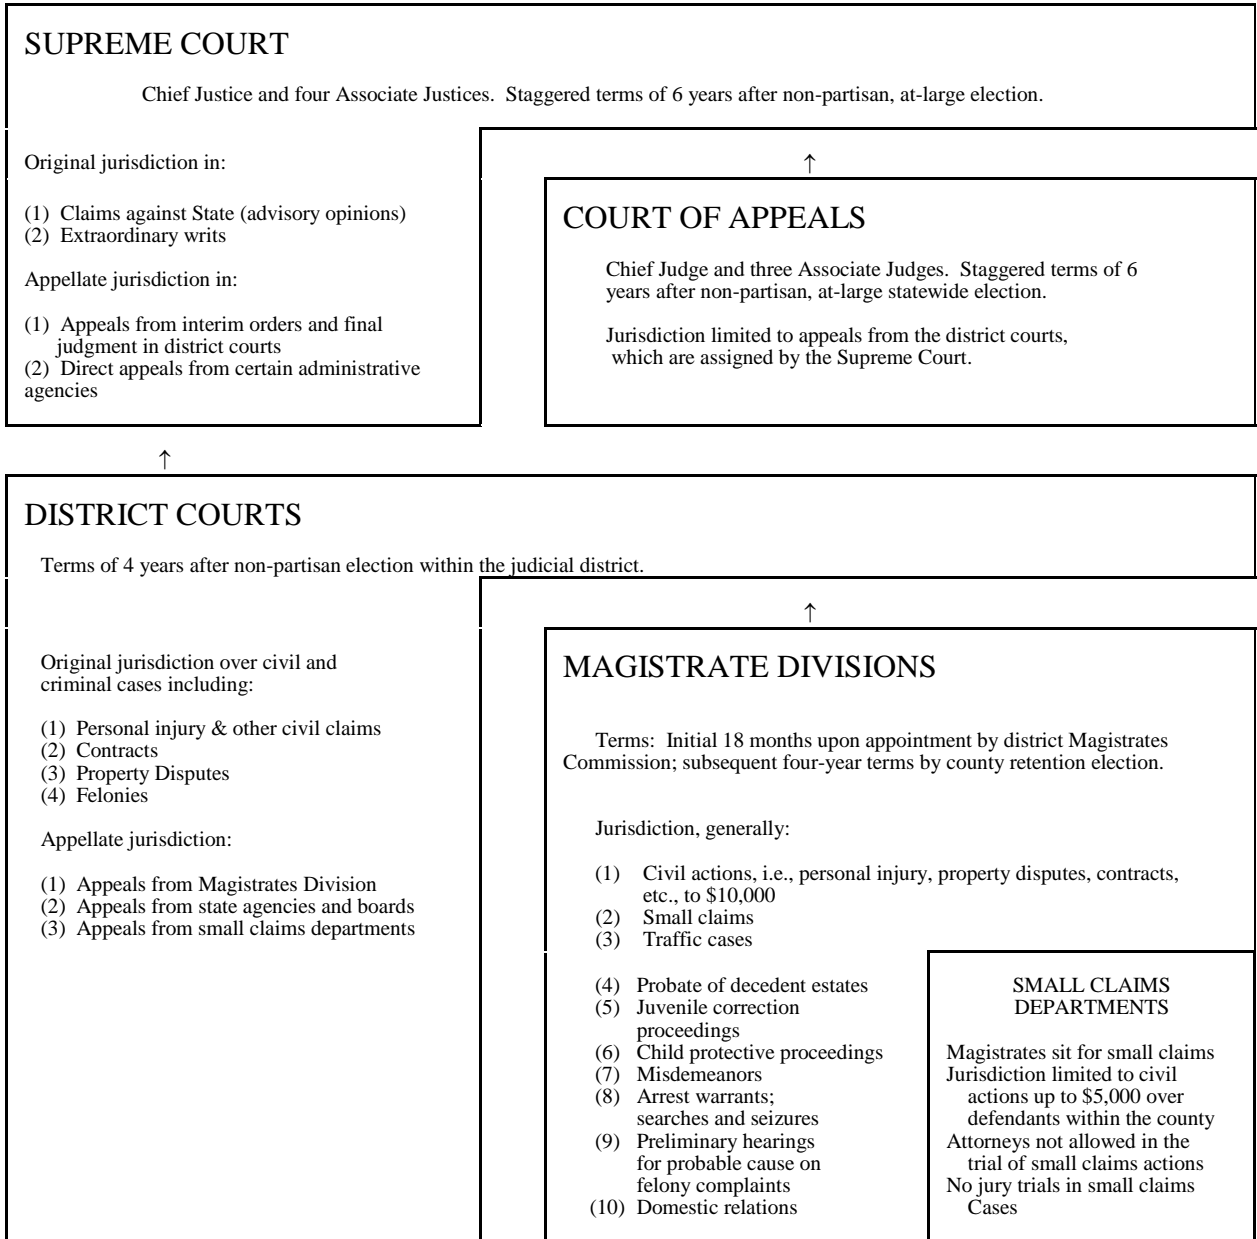 SUPREME COURT
Chief Justice and four Associate Justices. Staggered terms of 6 years after non-partisan, at-large election.
Original jurisdiction in:
(1) Claims against State (advisory opinions)
(2) Extraordinary writs
Appellate jurisdiction in:
(1) Appeals from interim orders and final
judgment in district courts
(2) Direct appeals from certain administrative
agencies
↑
COURT OF APPEALS
Chief Judge and three Associate Judges. Staggered terms of 6
years after non-partisan, at-large statewide election.
Jurisdiction limited to appeals from the district courts,
which are assigned by the Supreme Court.
↑
DISTRICT COURTS
Terms of 4 years after non-partisan election within the judicial district.
Original jurisdiction over civil and
criminal cases including:
(1) Personal injury & other civil claims
(2) Contracts
(3) Property Disputes
(4) Felonies
Appellate jurisdiction:
(1) Appeals from Magistrates Division
(2) Appeals from state agencies and boards
(3) Appeals from small claims departments
↑
MAGISTRATE DIVISIONS
Terms: Initial 18 months upon appointment by district Magistrates
Commission; subsequent four-year terms by county retention election.
Jurisdiction, generally:
(1) Civil actions, i.e., personal injury, property disputes, contracts,
etc., to $10,000
(2) Small claims
(3) Traffic cases
(4) Probate of decedent estates
(5) Juvenile correction
proceedings
(6) Child protective proceedings
(7) Misdemeanors
(8) Arrest warrants;
searches and seizures
(9) Preliminary hearings
for probable cause on
felony complaints
(10) Domestic relations
SMALL CLAIMS
DEPARTMENTS
Magistrates sit for small claims
Jurisdiction limited to civil
actions up to $5,000 over
defendants within the county
Attorneys not allowed in the
trial of small claims actions
No jury trials in small claims
Cases